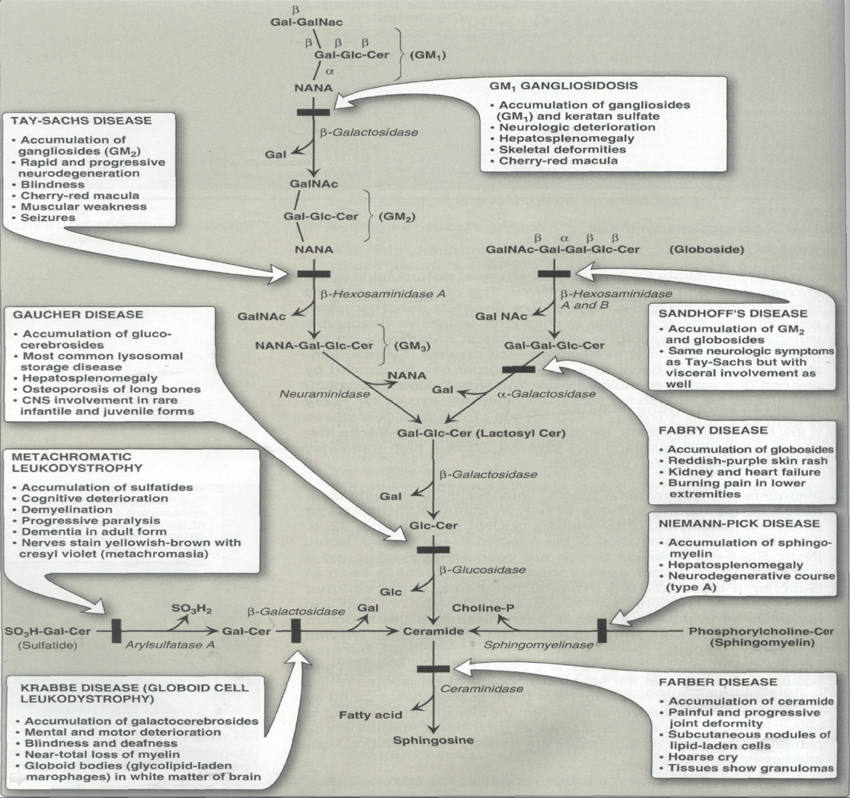 β
Gal-GalNac
β β β
Gal-Glc-Cer (GM₁)
α
NANA
β-Galactosidase
Gal
GalNAc
Gal-Glc-Cer (GM₂)
NANA
β-Hexosaminidase A
GalNAc
NANA-Gal-Glc-Cer (GM₃)
NANA
Neuraminidase
GM₁ GANGLIOSIDOSIS
• Accumulation of gangliosides
(GM₁) and keratan sulfate
• Neurologic deterioration
• Hepatosplenomegaly
• Skeletal deformities
• Cherry-red macula
TAY-SACHS DISEASE
• Accumulation of
gangliosides (GM₂)
• Rapid and progressive
neurodegeneration
• Blindness
• Cherry-red macula
• Muscular weakness
• Seizures
β α β β
GalNAc-Gal-Gal-Glc-Cer (Globoside)
β-Hexosaminidase
A and B
Gal NAc
Gal-Gal-Glc-Cer
Gal
α-Galactosidase
SANDHOFF'S DISEASE
• Accumulation of GM₂
and globosides
• Same neurologic symptoms
as Tay-Sachs but with
visceral involvement as
well
GAUCHER DISEASE
• Accumulation of gluco-
cerebrosides
• Most common lysosomal
storage disease
• Hepatosplenomegaly
• Osteoporosis of long bones
• CNS involvement in rare
infantile and juvenile forms
FABRY DISEASE
• Accumulation of globosides
• Reddish-purple skin rash
• Kidney and heart failure
• Burning pain in lower
extremities
Gal-Glc-Cer (Lactosyl Cer)
β-Galactosidase
Gal
Glc-Cer
β-Glucosidase
Glc
METACHROMATIC
LEUKODYSTROPHY
• Accumulation of sulfatides
• Cognitive deterioration
• Demyelination
• Progressive paralysis
• Dementia in adult form
• Nerves stain yellowish-brown with
cresyl violet (metachromasia)
NIEMANN-PICK DISEASE
• Accumulation of sphingo-
myelin
• Hepatosplenomegaly
• Neurodegenerative course
(type A)
SO₃H-Gal-Cer
(Sulfatide)
SO₃H₂
Arylsulfatase A
Gal-Cer
β-Galactosidase
Gal
Ceramide
Choline-P
Sphingomyelinase
Phosphorylcholine-Cer
(Sphingomyelin)
Ceraminidase
Fatty acid
Sphingosine
KRABBE DISEASE (GLOBOID CELL
LEUKODYSTROPHY)
• Accumulation of galactocerebrosides
• Mental and motor deterioration
• Blindness and deafness
• Near-total loss of myelin
• Globoid bodies (glycolipid-laden
marophages) in white matter of brain
FARBER DISEASE
• Accumulation of ceramide
• Painful and progressive
joint deformity
• Subcutaneous nodules of
lipid-laden cells
• Hoarse cry
• Tissues show granulomas